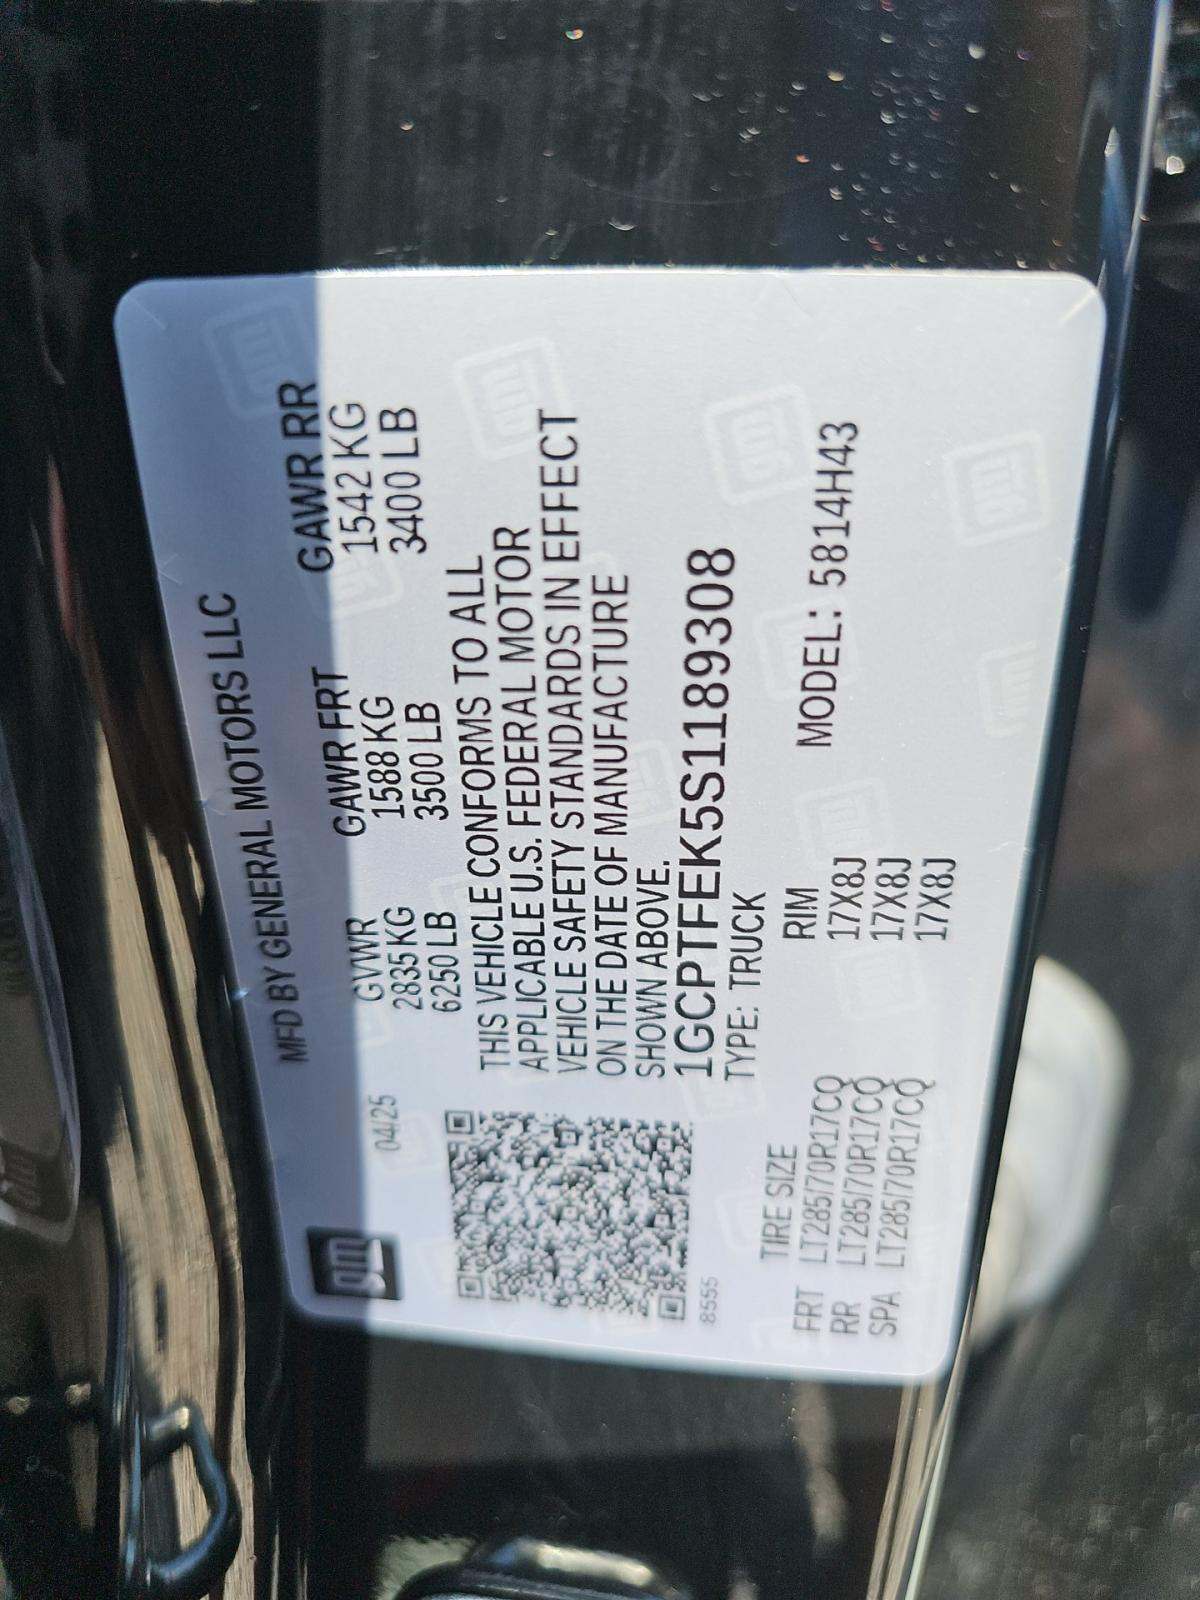 MFD BY GENERAL MOTORS LLC
gm 04/25 GVWR GAWR FRT GAWR RR
2835 KG 1588 KG 1542 KG
6250 LB 3500 LB 3400 LB
THIS VEHICLE CONFORMS TO ALL
APPLICABLE U.S. FEDERAL MOTOR
VEHICLE SAFETY STANDARDS IN EFFECT
ON THE DATE OF MANUFACTURE
SHOWN ABOVE.
1GCPTFEK5S1189308
8555 TYPE: TRUCK
TIRE SIZE RIM MODEL: 5814H43
FRT LT285/70R17CQ 17X8J
RR LT285/70R17CQ 17X8J
SPA LT285/70R17CQ 17X8J